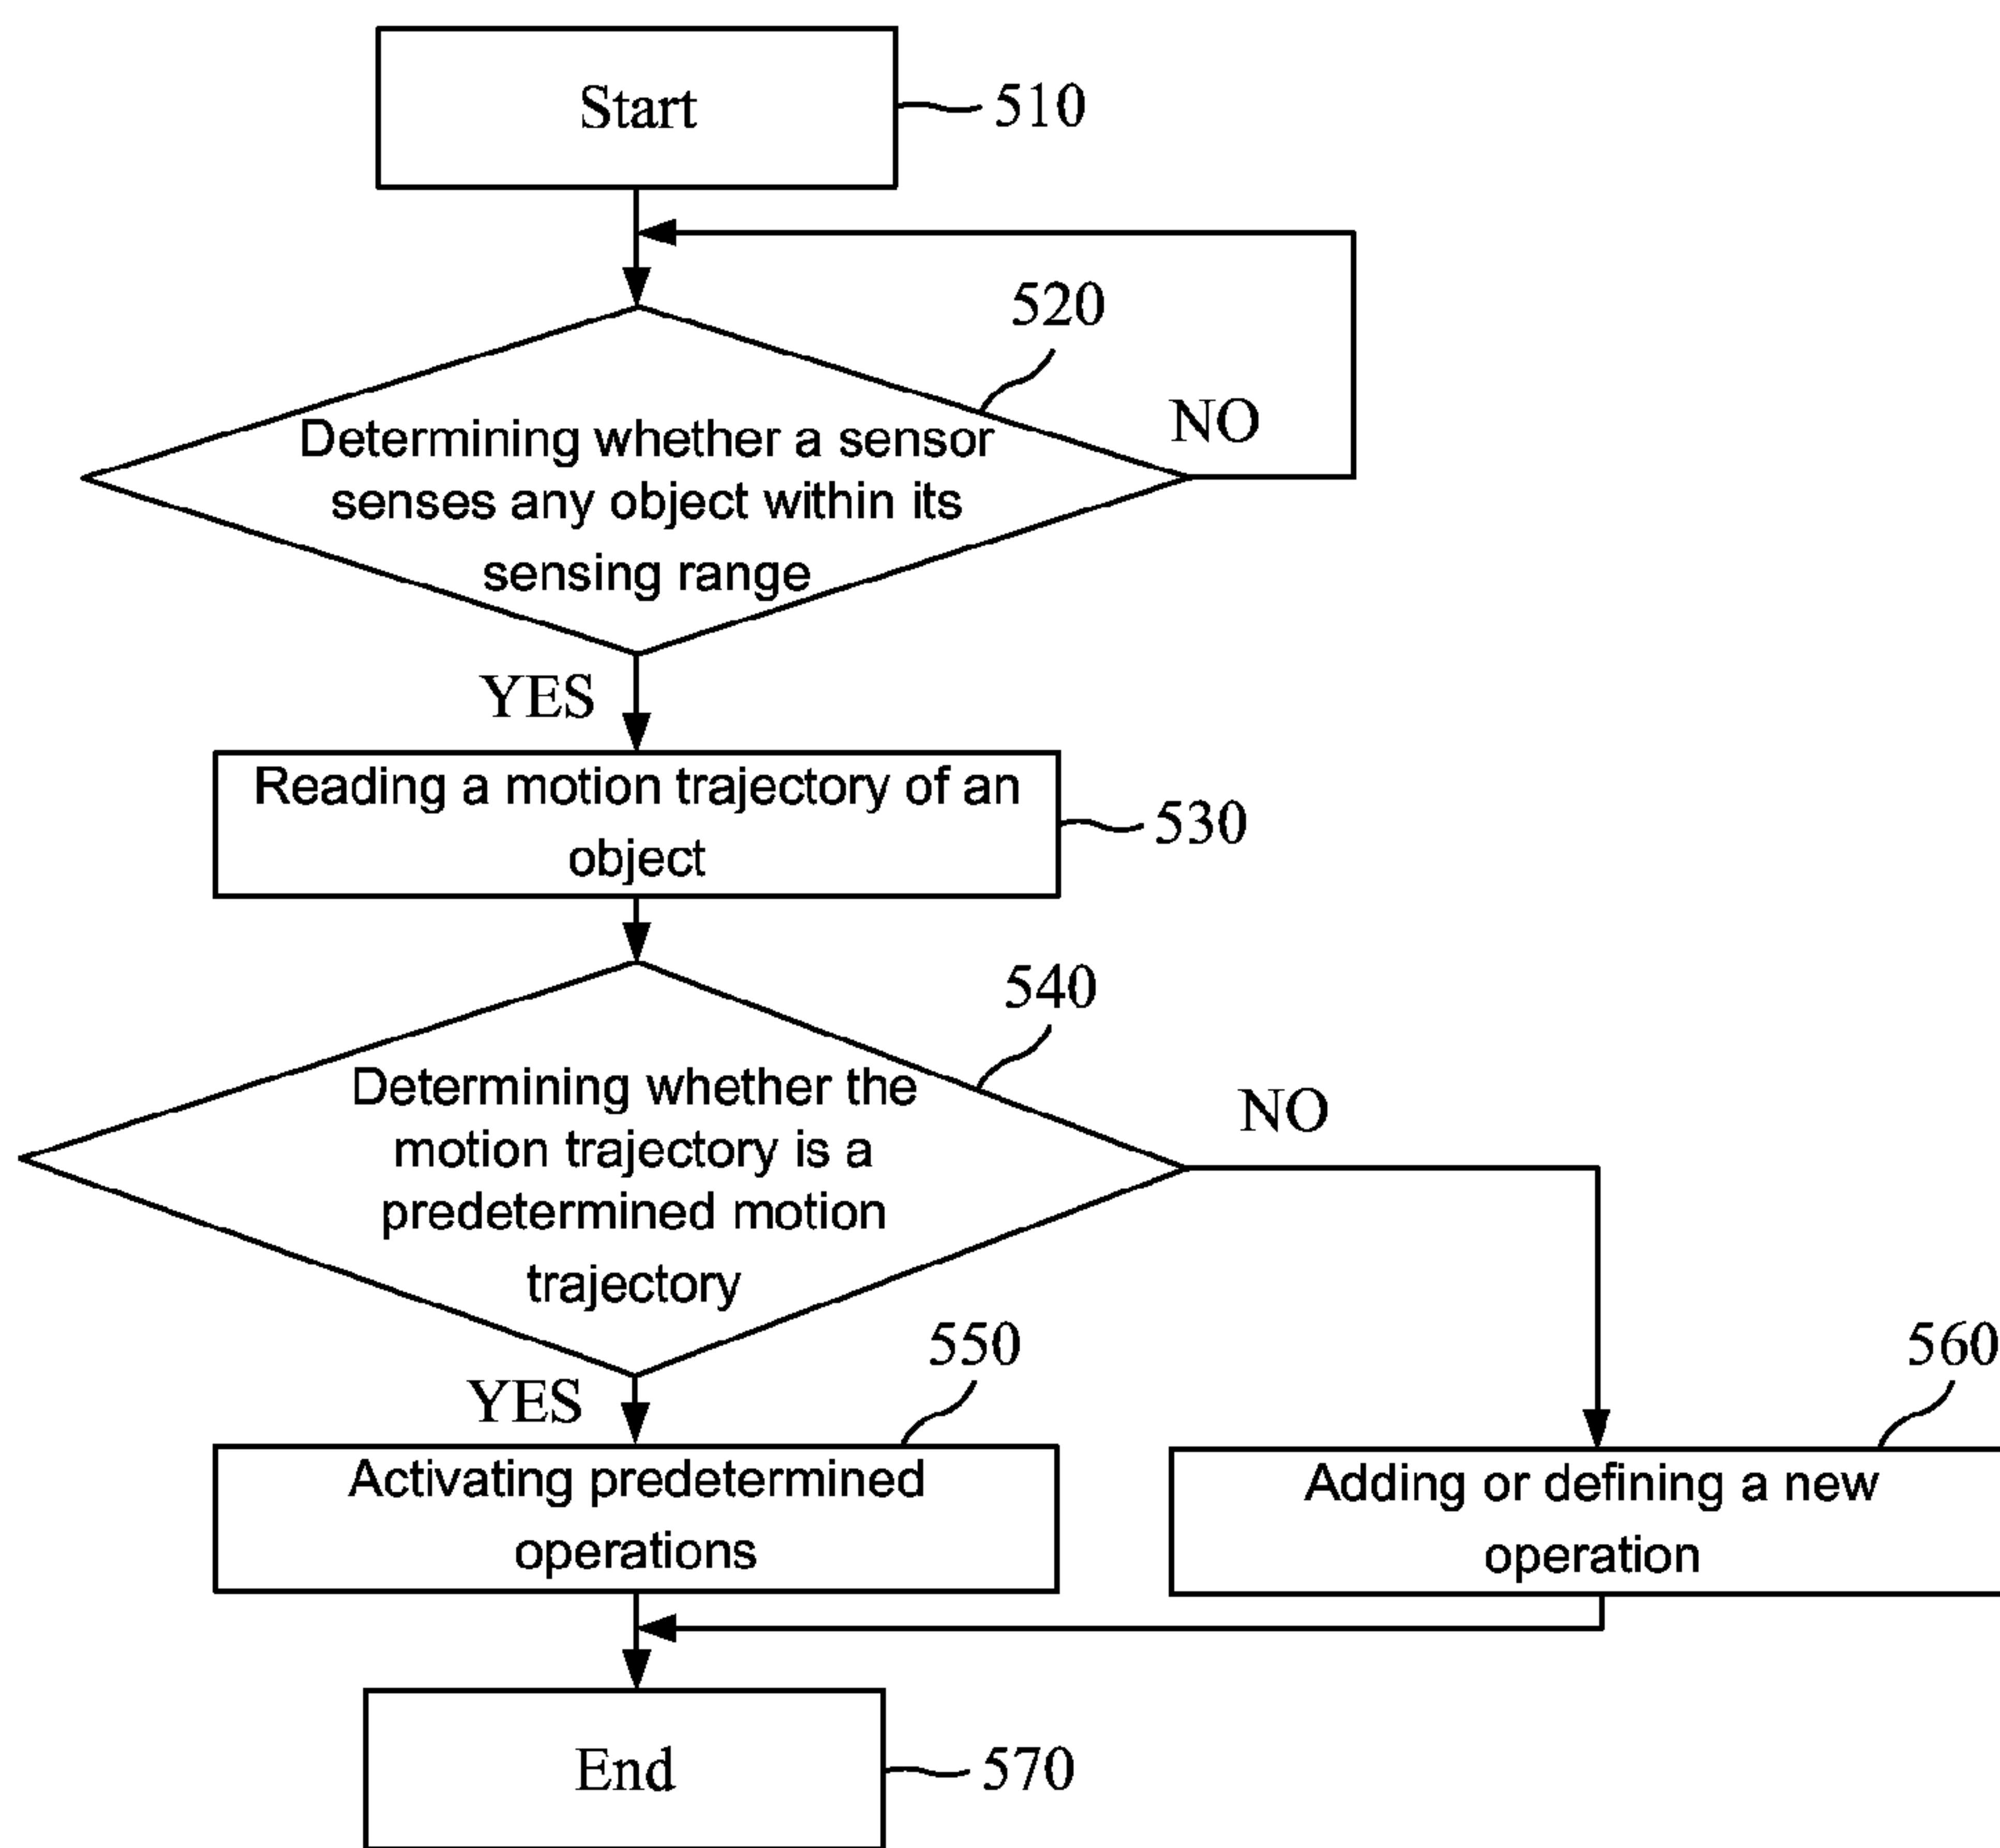 Start
510
520
Determining whether a sensor
senses any object within its
sensing range
NO
YES
Reading a motion trajectory of an
object
530
540
Determining whether the
motion trajectory is a
predetermined motion
trajectory
NO
YES
550
Activating predetermined
operations
560
Adding or defining a new
operation
End
570